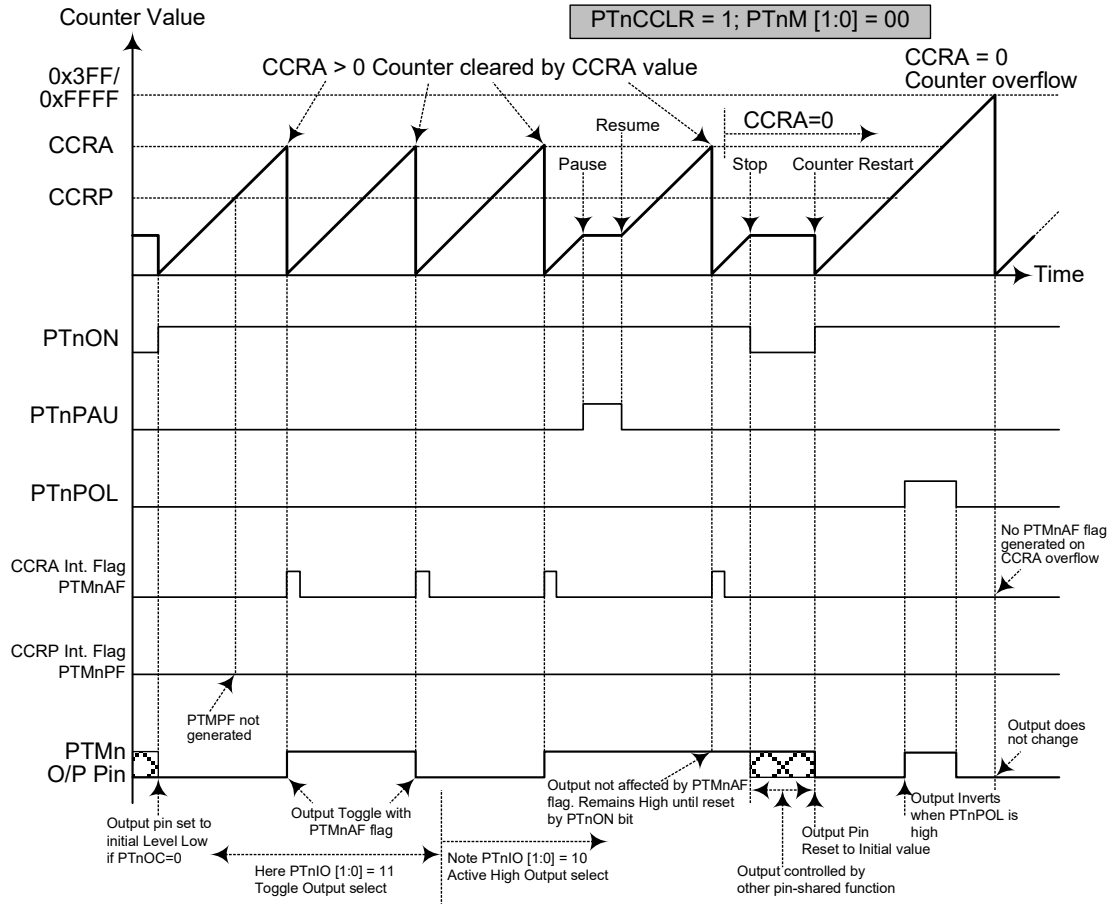 Counter Value
PTnCCLR = 1; PTnM [1:0] = 00
0x3FF/
0xFFFF
CCRA > 0 Counter cleared by CCRA value
CCRA = 0
Counter overflow
Resume
CCRA=0
CCRA
Pause
Stop
Counter Restart
CCRP
Time
PTnON
PTnPAU
PTnPOL
No PTMnAF flag
generated on
CCRA overflow
CCRA Int. Flag
PTMnAF
CCRP Int. Flag
PTMnPF
PTMPF not
generated
PTMn
O/P Pin
Output does
not change
Output not affected by PTMnAF
flag. Remains High until reset
by PTnON bit
Output Toggle with
PTMnAF flag
Output pin set to
initial Level Low
if PTnOC=0
Output Inverts
when PTnPOL is
high
Output Pin
Reset to Initial value
Here PTnIO [1:0] = 11
Toggle Output select
Note PTnIO [1:0] = 10
Active High Output select
Output controlled by
other pin-shared function